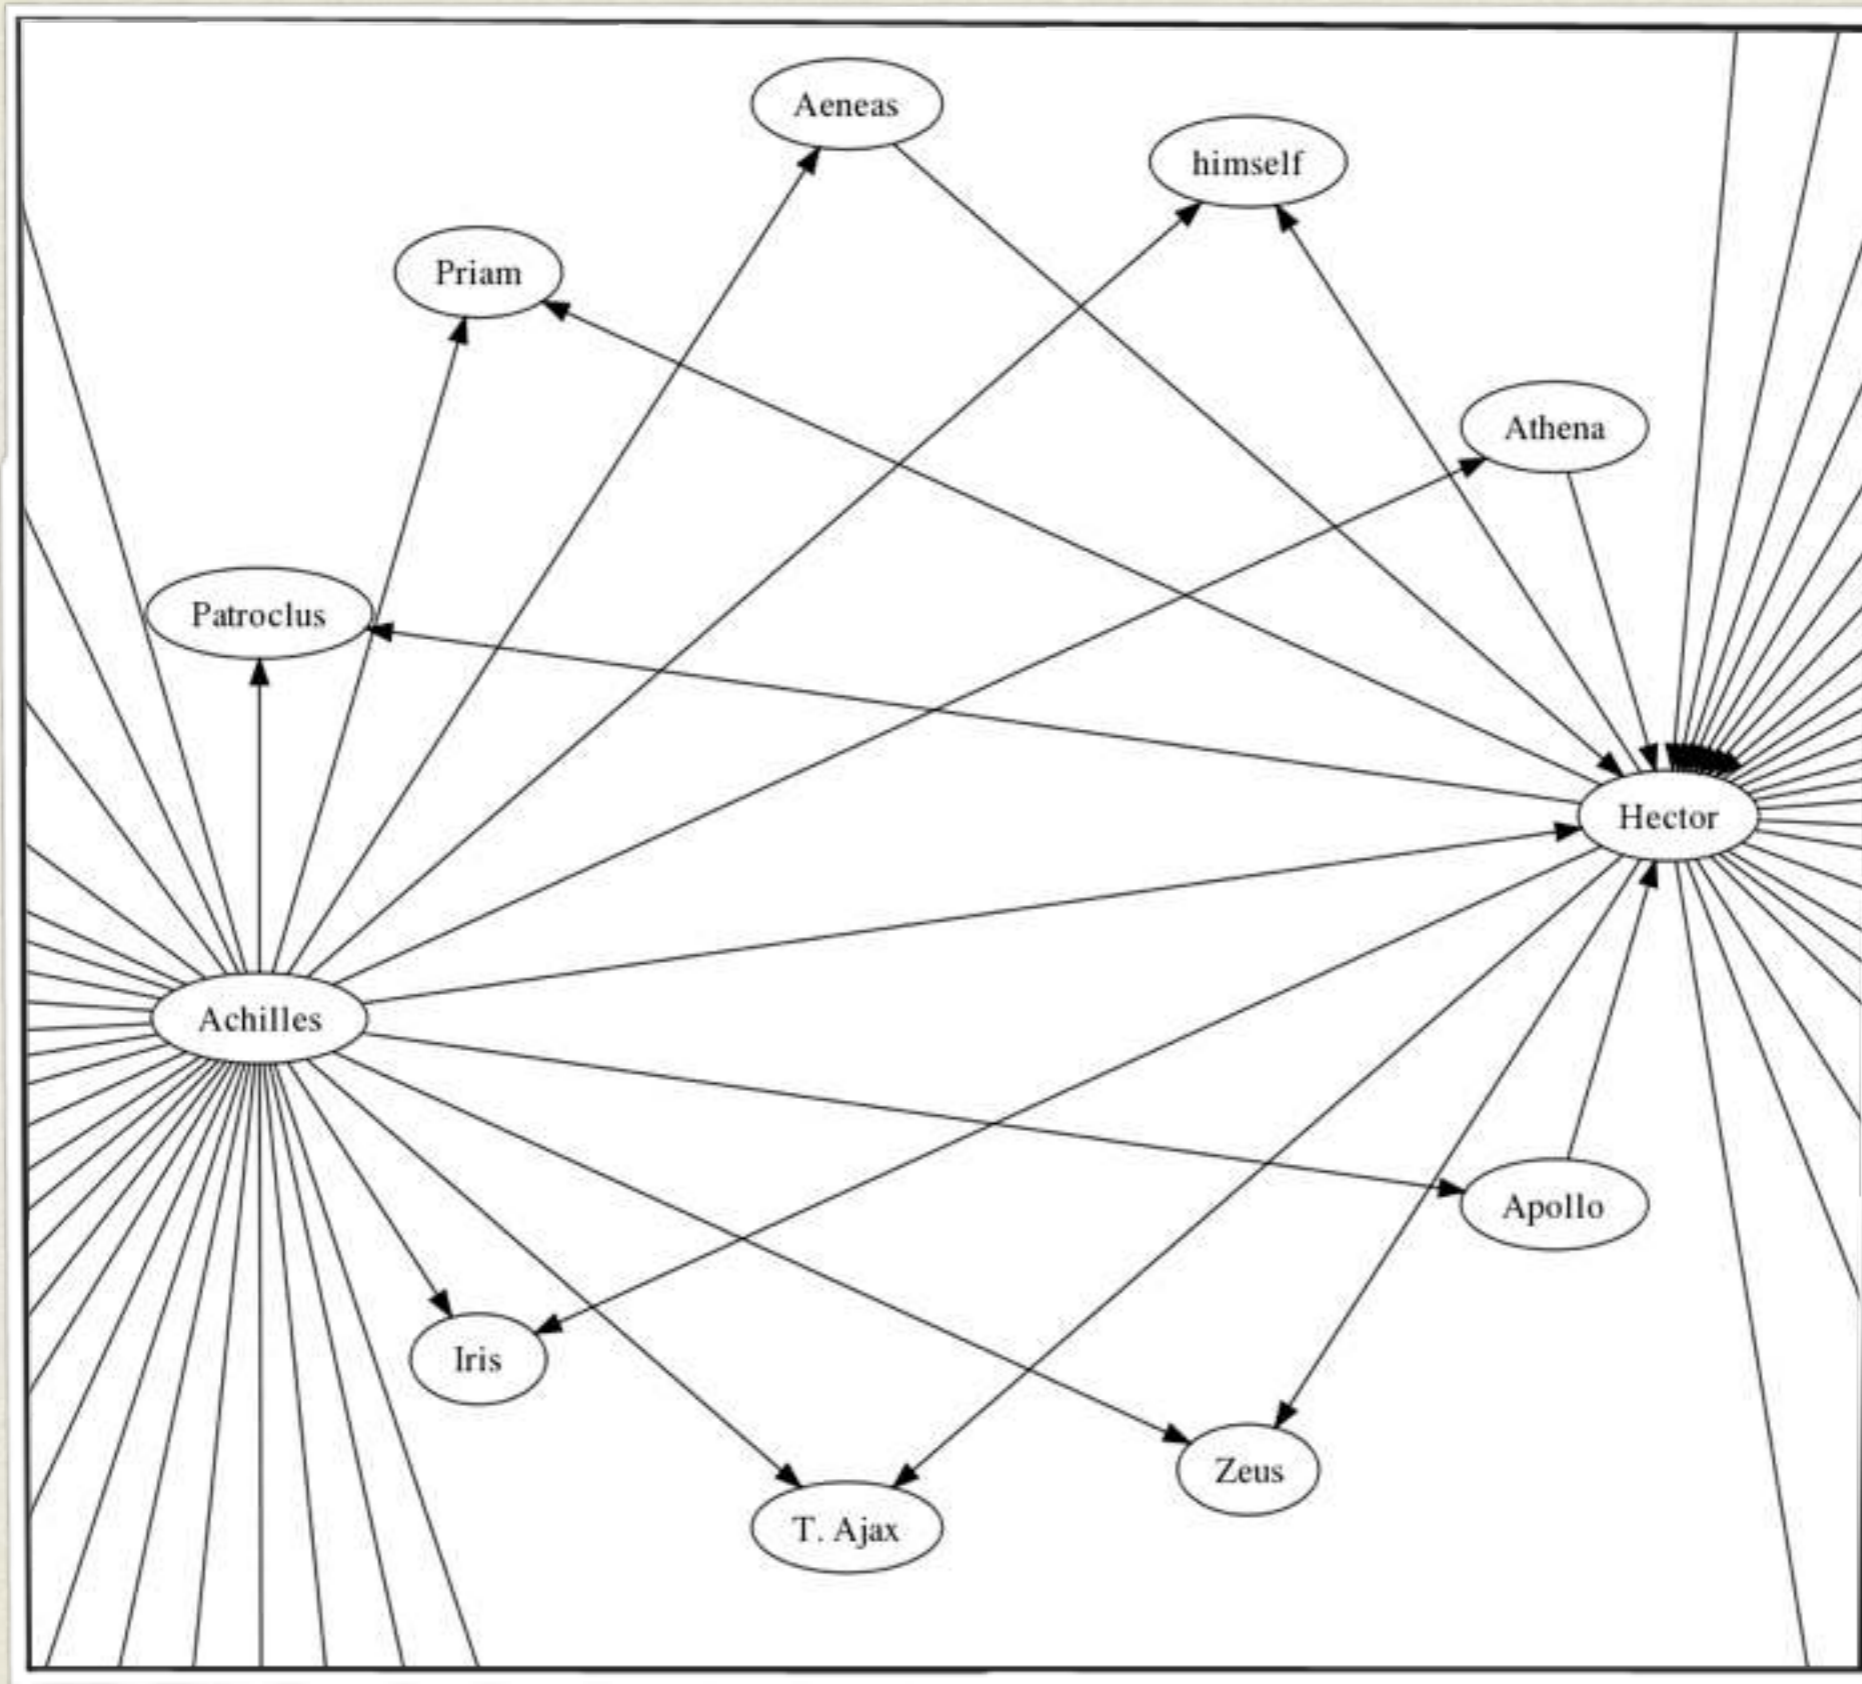 Aeneas
himself
Priam
Athena
Patroclus
Hector
Achilles
Apollo
Iris
Zeus
T. Ajax